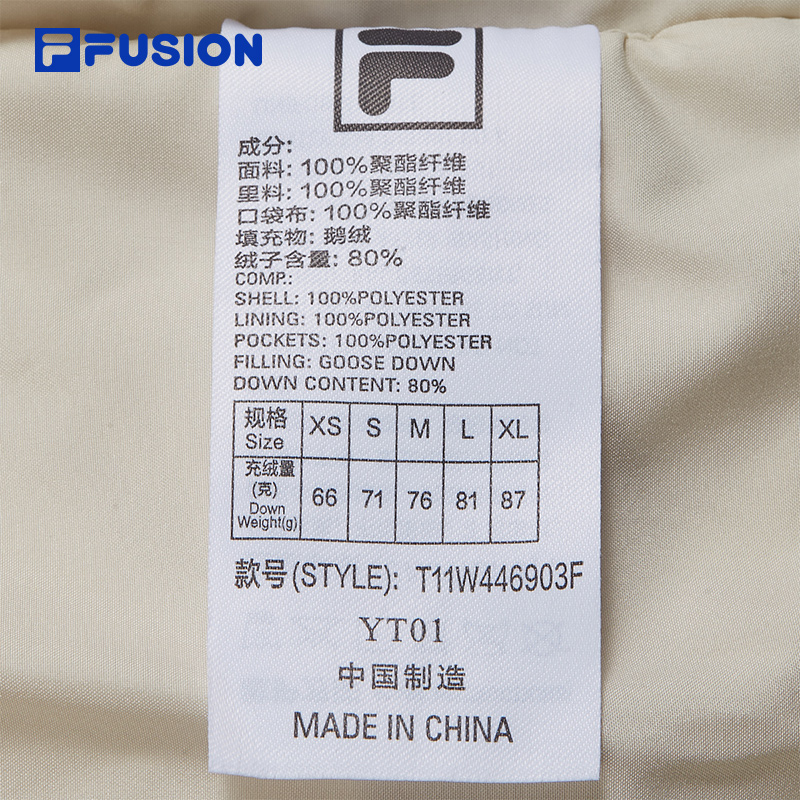 FUSION
成分:
面料: 100%聚酯纤维
里料: 100%聚酯纤维
口袋布: 100%聚酯纤维
填充物: 鹅绒
绒子含量: 80%
COMP.:
SHELL: 100%POLYESTER
LINING: 100%POLYESTER
POCKETS: 100%POLYESTER
FILLING: GOOSE DOWN
DOWN CONTENT: 80%
规格 Size XS S M L XL
充绒量(克) Down Weight(g) 66 71 76 81 87
款号(STYLE): T11W446903F
YT01
中国制造
MADE IN CHINA